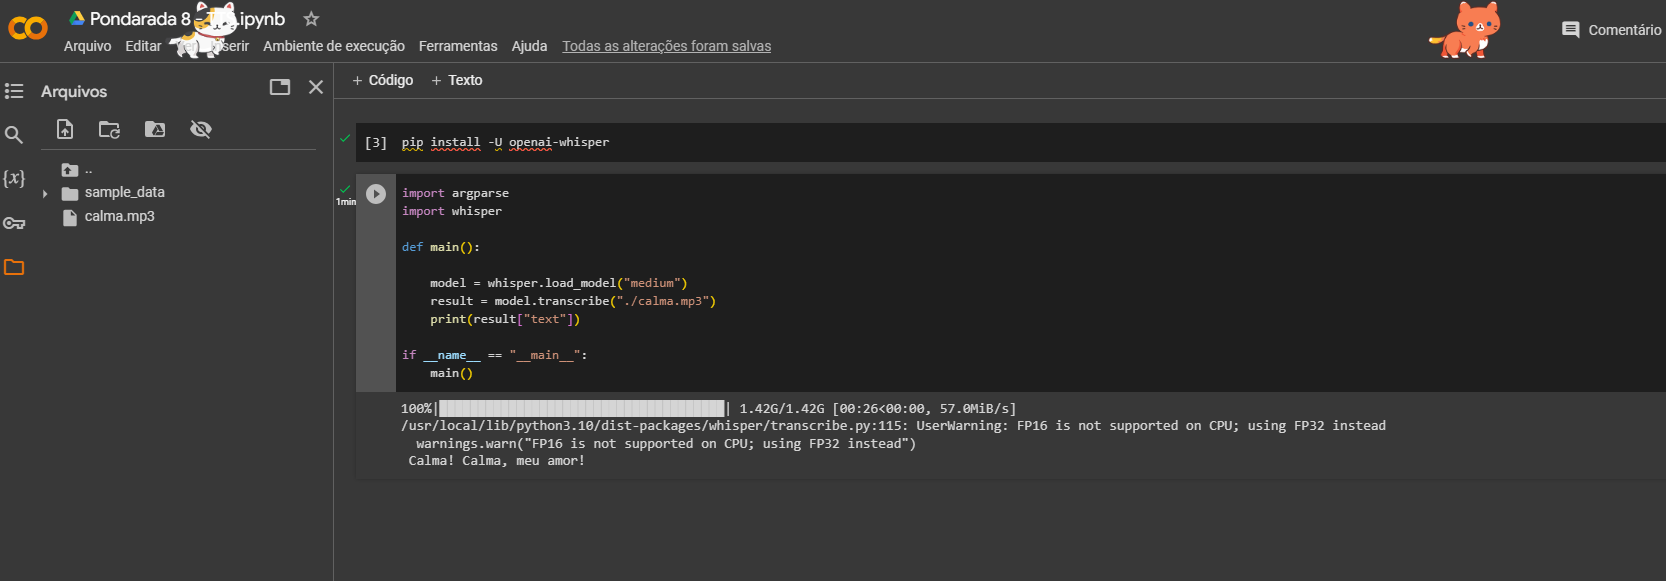 Pondarada 8 - .ipynb
Arquivo Editar Inserir Ambiente de execução Ferramentas Ajuda Todas as alterações foram salvas
Comentário
Arquivos
+ Código + Texto
..
sample_data
calma.mp3
{x}
[3] pip install -U openai-whisper
1min
import argparse
import whisper
def main():
model = whisper.load_model("medium")
result = model.transcribe("./calma.mp3")
print(result["text"])
if __name__ == "__main__":
main()
100%|██████████████████████████████████████| 1.42G/1.42G [00:26<00:00, 57.0MiB/s]
/usr/local/lib/python3.10/dist-packages/whisper/transcribe.py:115: UserWarning: FP16 is not supported on CPU; using FP32 instead
warnings.warn("FP16 is not supported on CPU; using FP32 instead")
Calma! Calma, meu amor!